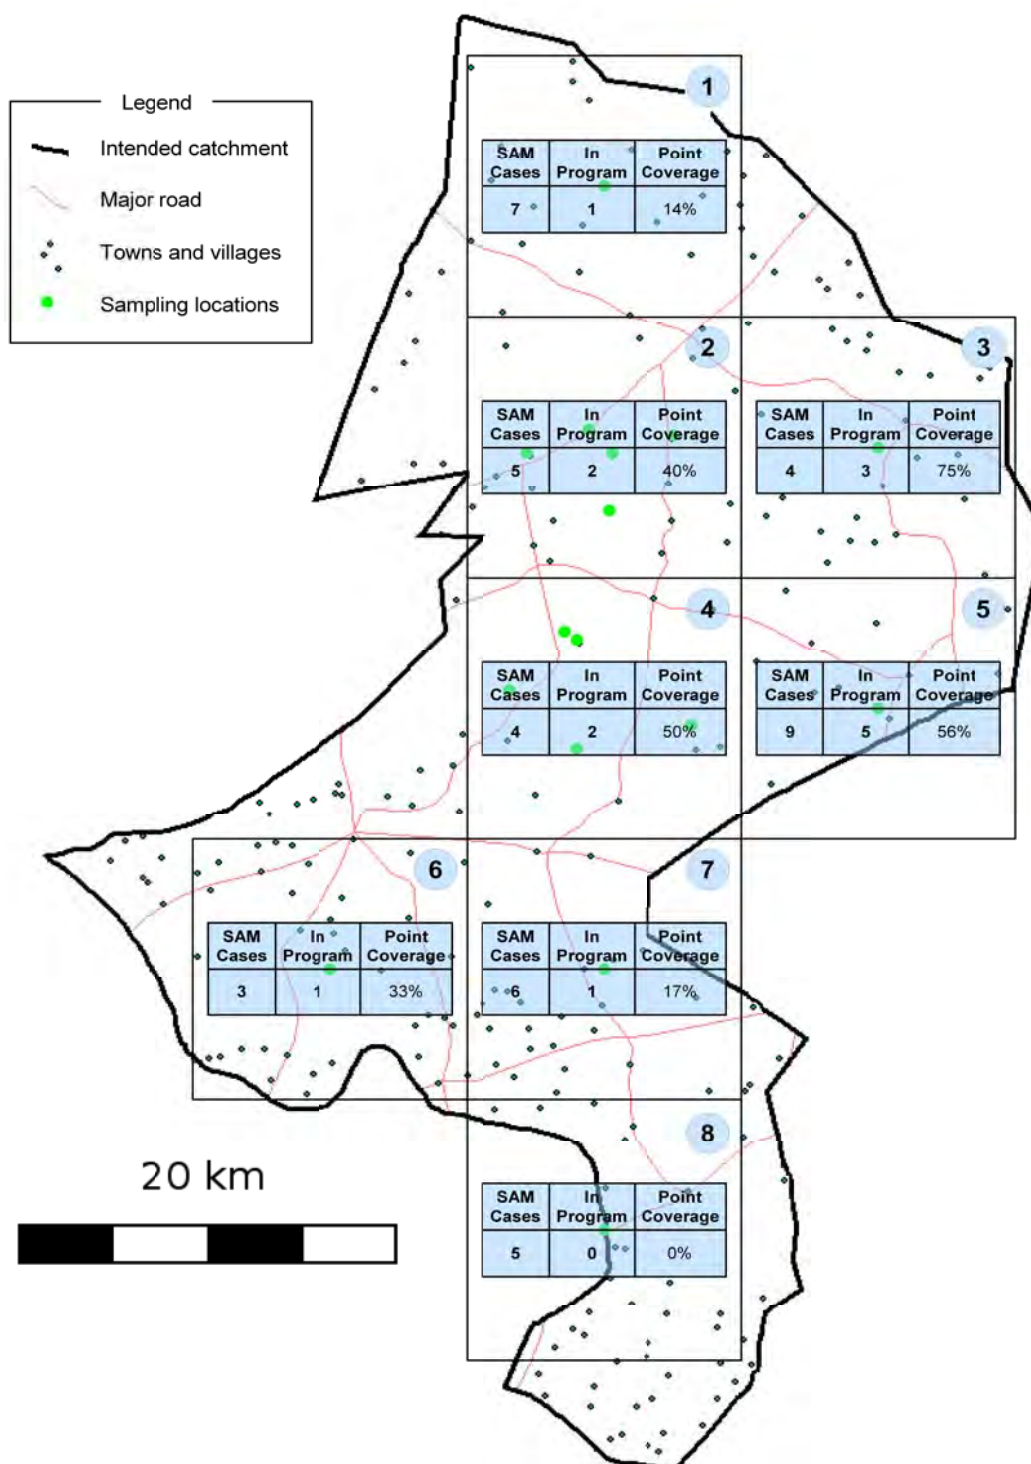 Legend
Intended catchment
Major road
Towns and villages
Sampling locations
1
SAM Cases In Program Point Coverage
7 1 14%
2
SAM Cases In Program Point Coverage
5 2 40%
3
SAM Cases In Program Point Coverage
4 3 75%
4
SAM Cases In Program Point Coverage
4 2 50%
5
SAM Cases In Program Point Coverage
9 5 56%
6
SAM Cases In Program Point Coverage
3 1 33%
7
SAM Cases In Program Point Coverage
6 1 17%
8
SAM Cases In Program Point Coverage
5 0 0%
20 km